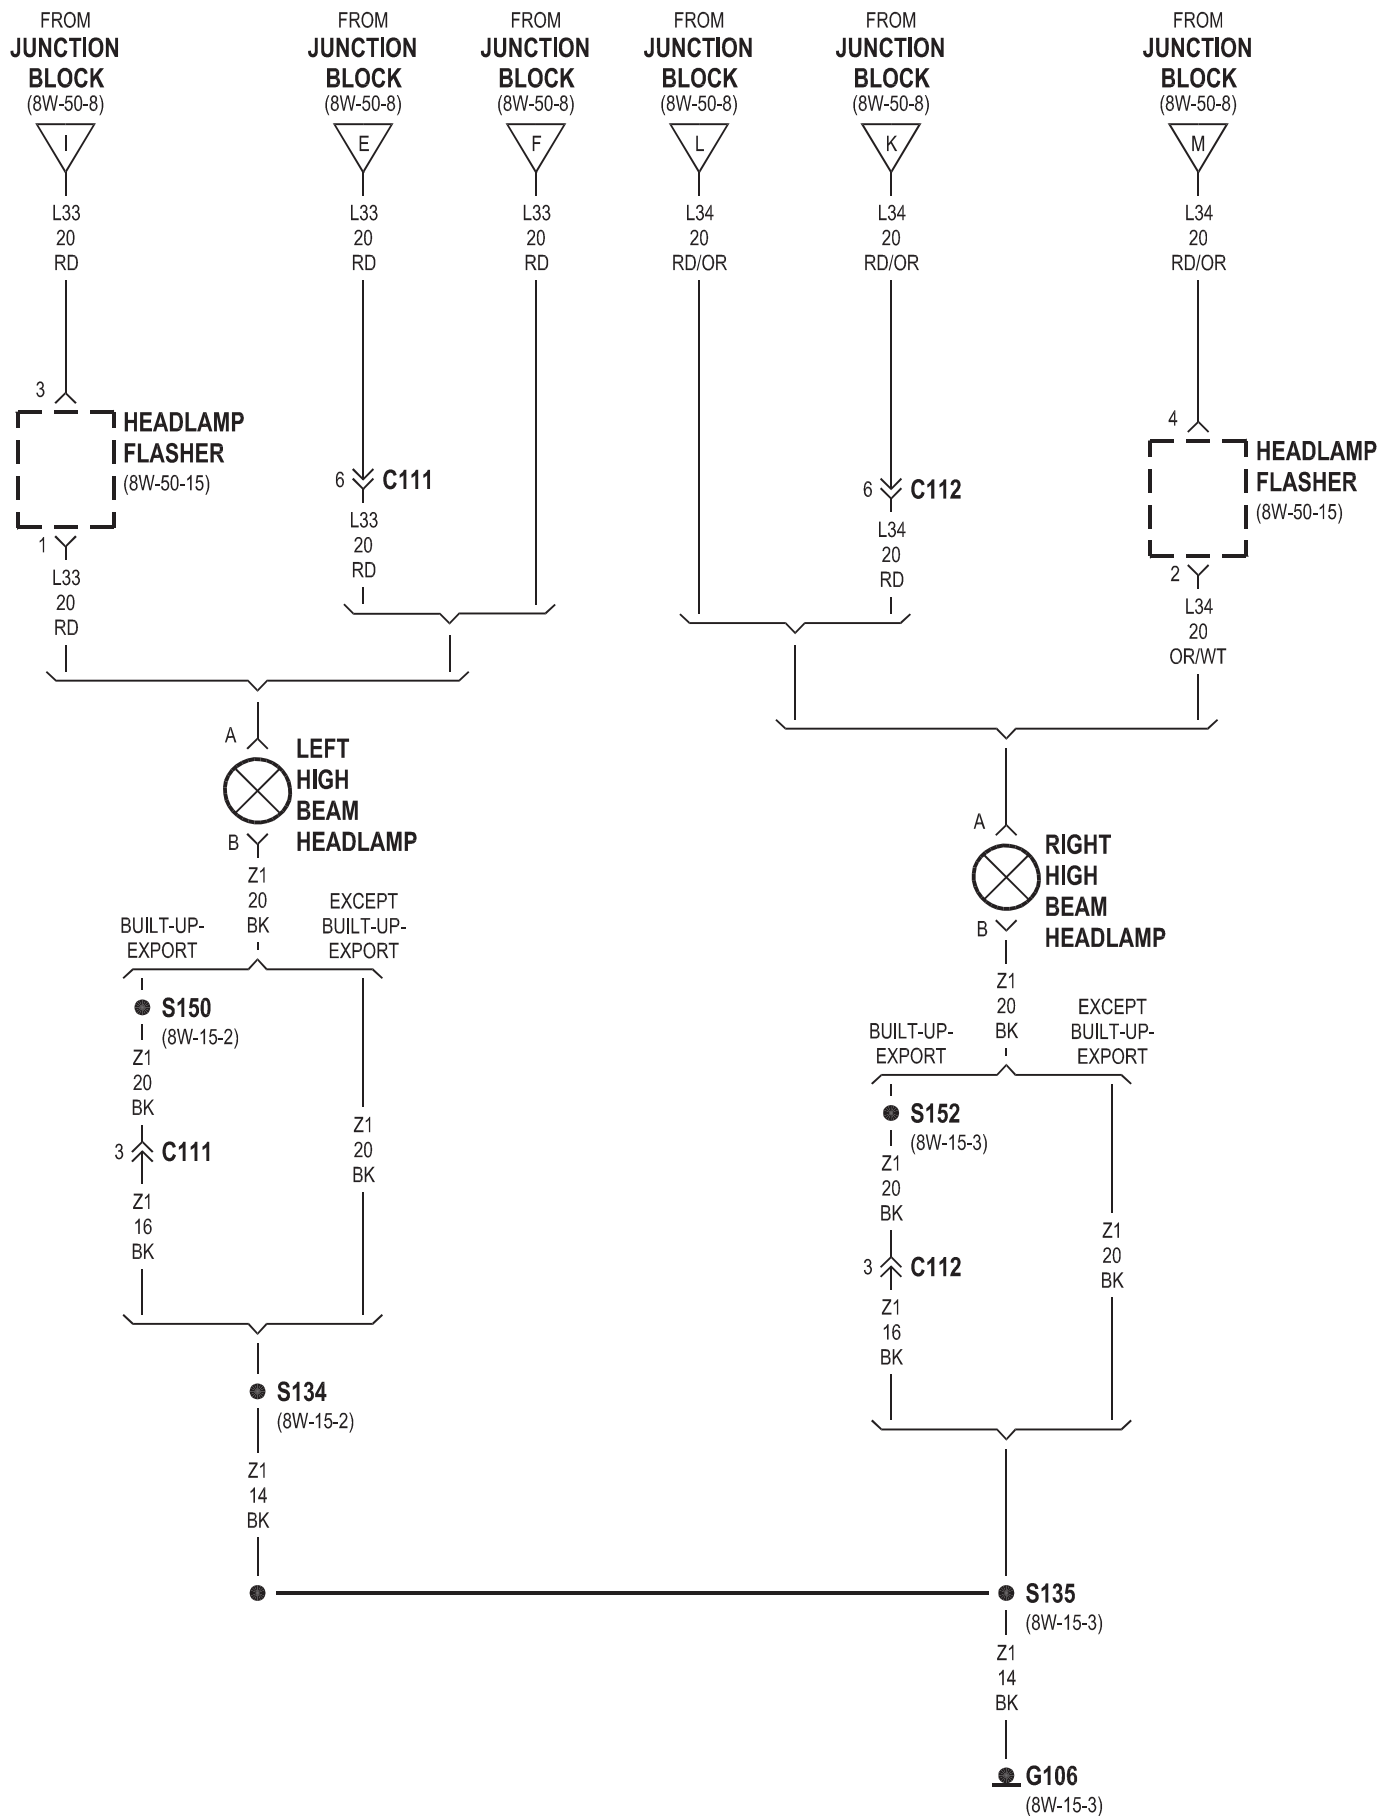 FROM
JUNCTION
BLOCK
(8W-50-8)
I
L33
20
RD
3
HEADLAMP
FLASHER
(8W-50-15)
1
L33
20
RD
FROM
JUNCTION
BLOCK
(8W-50-8)
E
L33
20
RD
6
C111
L33
20
RD
FROM
JUNCTION
BLOCK
(8W-50-8)
F
L33
20
RD
FROM
JUNCTION
BLOCK
(8W-50-8)
L
L34
20
RD/OR
FROM
JUNCTION
BLOCK
(8W-50-8)
K
L34
20
RD/OR
6
C112
L34
20
RD
FROM
JUNCTION
BLOCK
(8W-50-8)
M
L34
20
RD/OR
4
HEADLAMP
FLASHER
(8W-50-15)
2
L34
20
OR/WT
A
LEFT
HIGH
BEAM
HEADLAMP
B
Z1
20
BK
BUILT-UP-
EXPORT
EXCEPT
BUILT-UP-
EXPORT
S150
(8W-15-2)
Z1
20
BK
3
C111
Z1
16
BK
Z1
20
BK
S134
(8W-15-2)
Z1
14
BK
A
RIGHT
HIGH
BEAM
HEADLAMP
B
Z1
20
BK
BUILT-UP-
EXPORT
EXCEPT
BUILT-UP-
EXPORT
S152
(8W-15-3)
Z1
20
BK
3
C112
Z1
16
BK
Z1
20
BK
S135
(8W-15-3)
Z1
14
BK
G106
(8W-15-3)